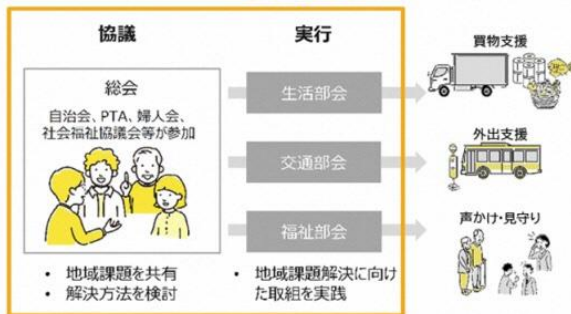 協議
実行
総会
自治会、PTA、婦人会、
社会福祉協議会等が参加
生活部会
交通部会
福祉部会
• 地域課題を共有
• 解決方法を検討
• 地域課題解決に向け
た取組を実践
買物支援
外出支援
声かけ・見守り